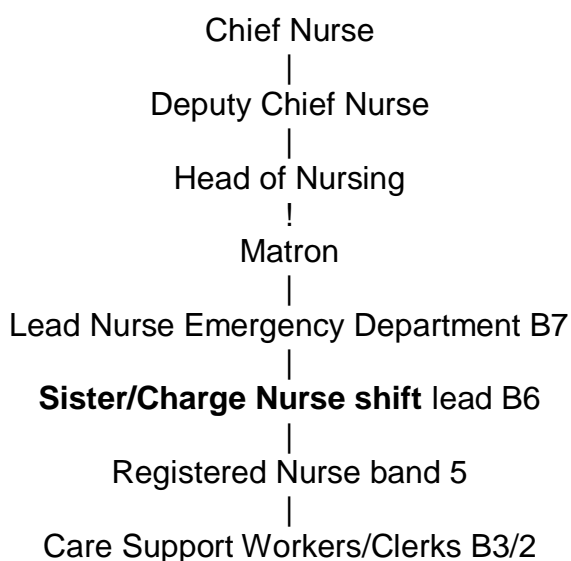 Chief Nurse
|
Deputy Chief Nurse
|
Head of Nursing
!
Matron
|
Lead Nurse Emergency Department B7
|
Sister/Charge Nurse shift lead B6
|
Registered Nurse band 5
|
Care Support Workers/Clerks B3/2